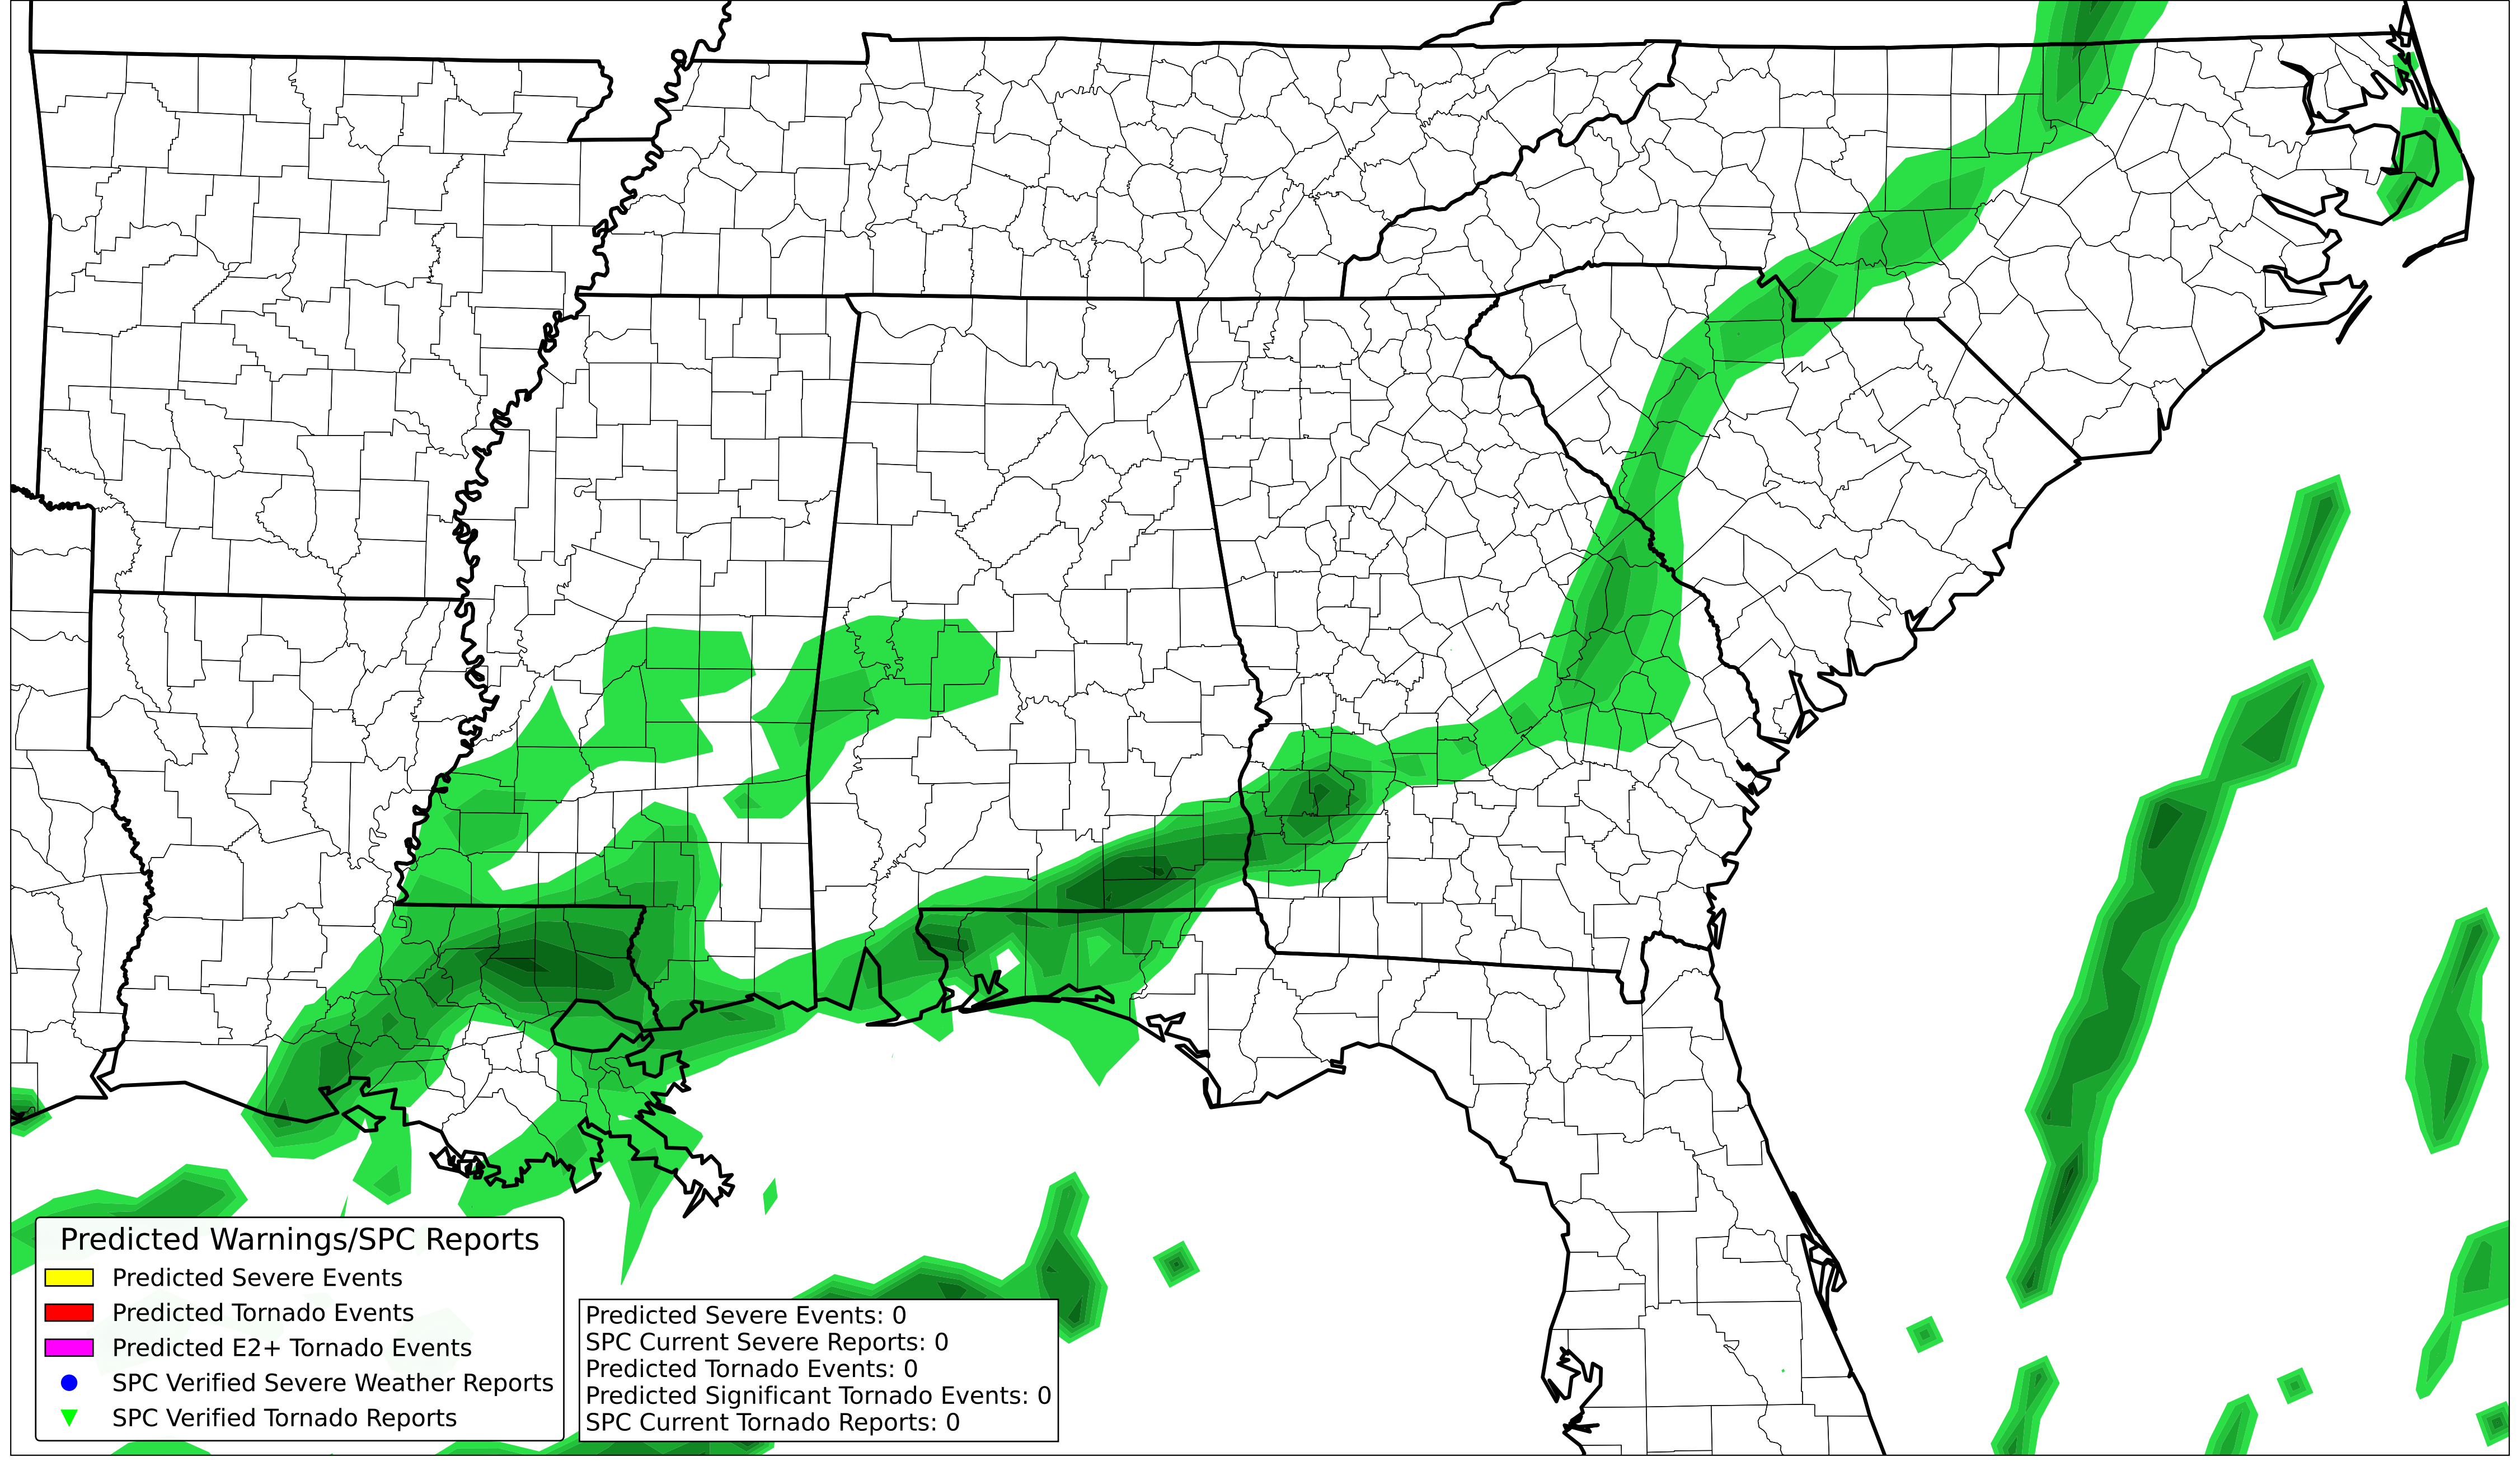 Predicted Warnings/SPC Reports
Predicted Severe Events
Predicted Tornado Events
Predicted E2+ Tornado Events
SPC Verified Severe Weather Reports
SPC Verified Tornado Reports
Predicted Severe Events: 0
SPC Current Severe Reports: 0
Predicted Tornado Events: 0
Predicted Significant Tornado Events: 0
SPC Current Tornado Reports: 0